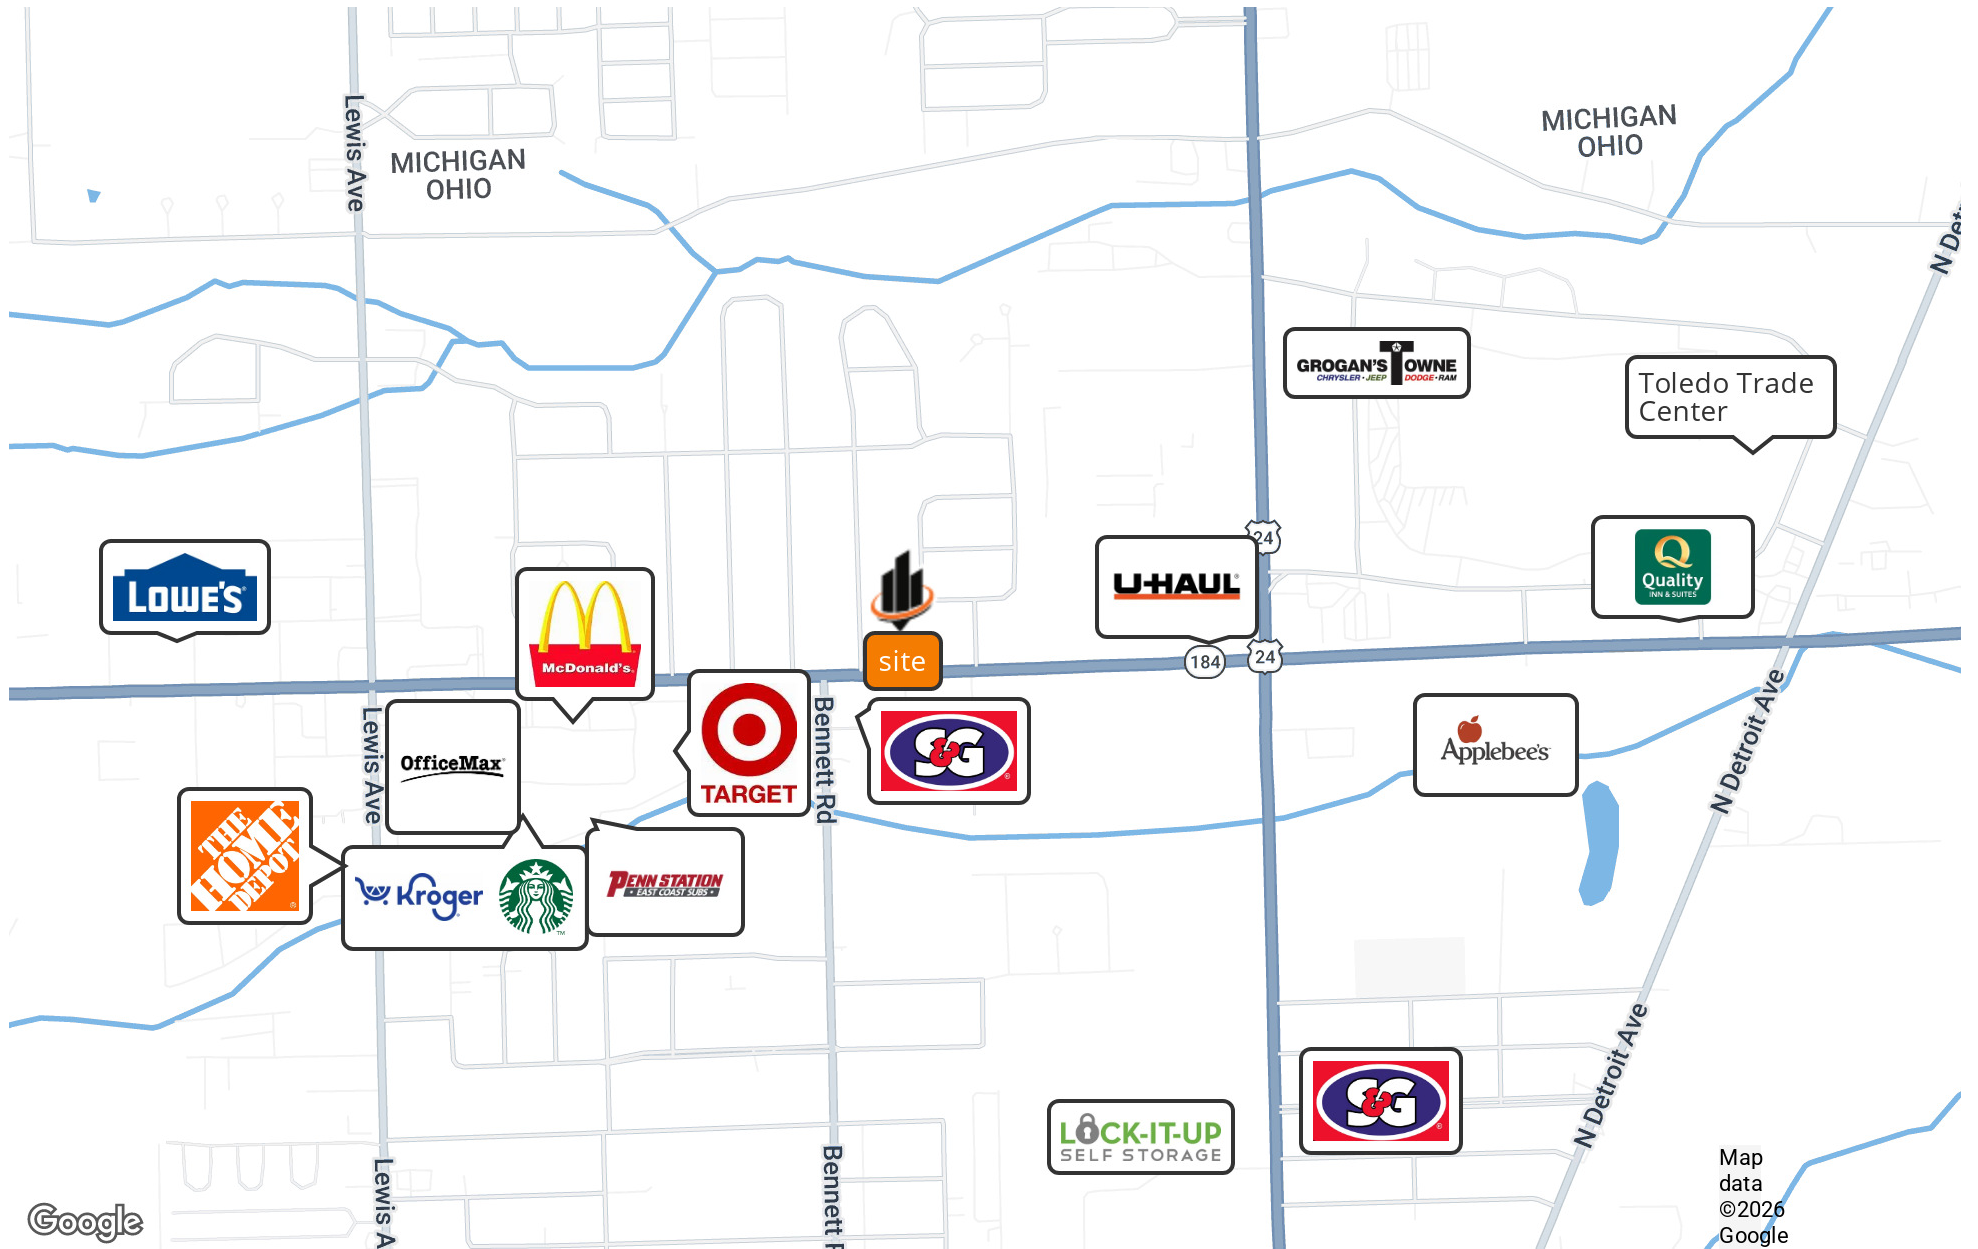 Lewis Ave
MICHIGAN
OHIO
MICHIGAN
OHIO
N Detr
GROGAN'S TOWNE
CHRYSLER • JEEP DODGE • RAM
Toledo Trade
Center
24
LOWE'S
U-HAUL
Quality
INN & SUITES
McDonald's
site
184
24
Lewis Ave
OfficeMax
TARGET
Bennett Rd
S&G
Applebee's
N Detroit Ave
THE
HOME
DEPOT
Kroger
PENN STATION
EAST COAST SUBS
N Detroit Ave
S&G
LOCK-IT-UP
SELF STORAGE
Lewis A
Bennett R
Map
data
©2026
Google
Google